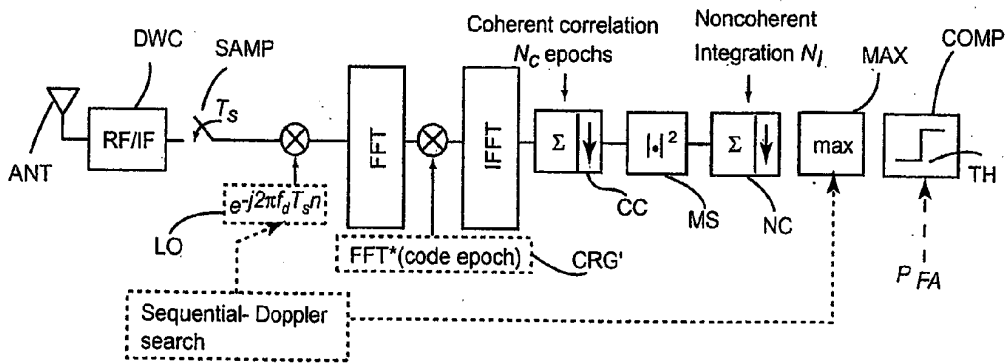 DWC
SAMP
Coherent correlation
N_C epochs
Noncoherent
Integration N_I
MAX
COMP
ANT
RF/IF
T_S
FFT
IFFT
Σ
|•|²
Σ
max
TH
e^-j2πf_dT_sn
LO
CC
MS
NC
FFT*(code epoch)
CRG'
P_FA
Sequential- Doppler
search